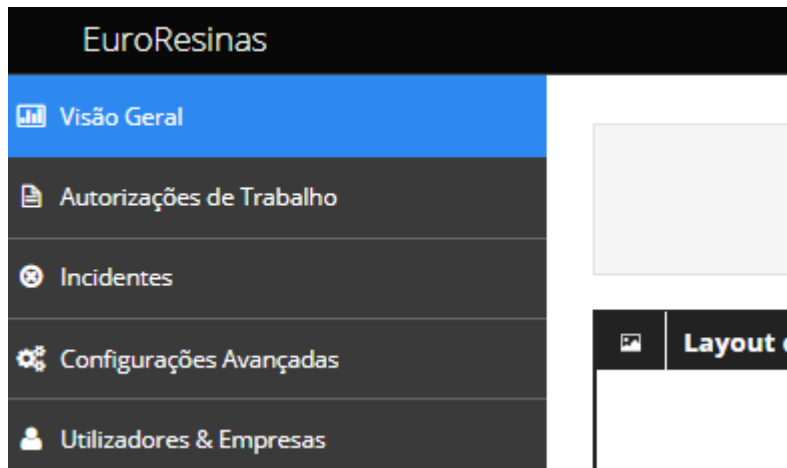 EuroResinas
Visão Geral
Autorizações de Trabalho
Incidentes
Configurações Avançadas
Utilizadores & Empresas
Layout